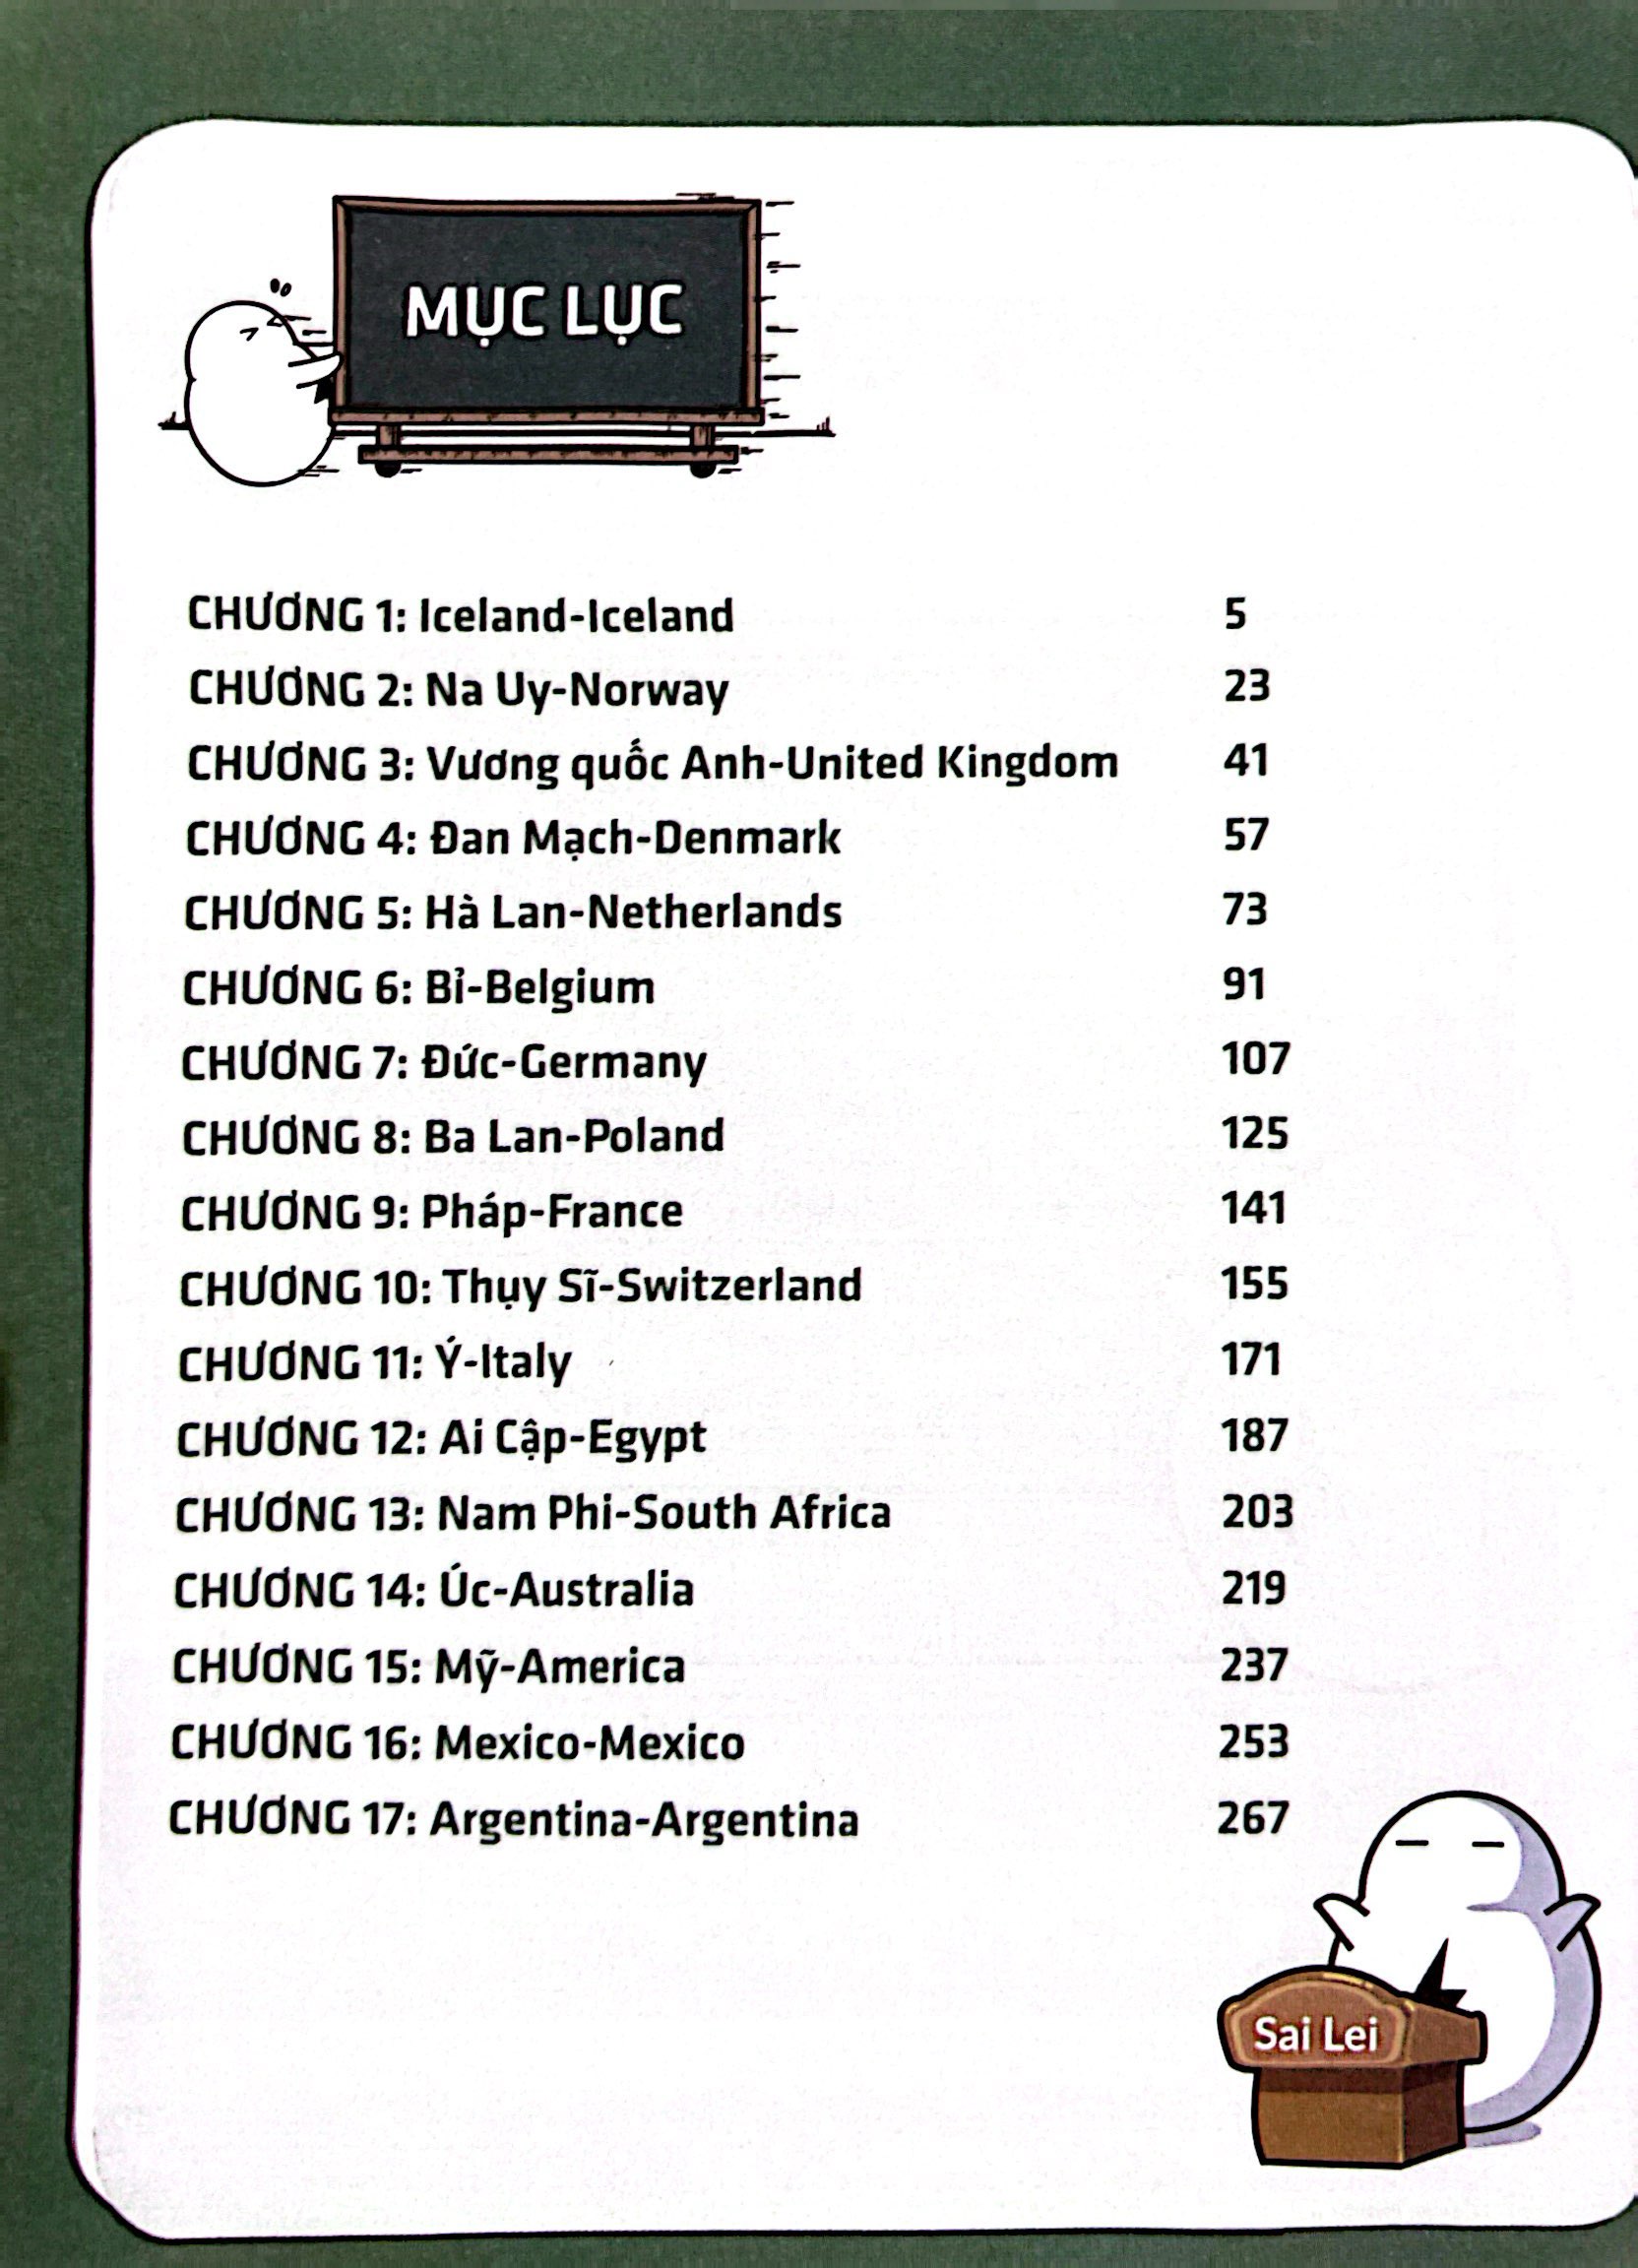 MỤC LỤC
CHƯƠNG 1: Iceland-Iceland 5
CHƯƠNG 2: Na Uy-Norway 23
CHƯƠNG 3: Vương quốc Anh-United Kingdom 41
CHƯƠNG 4: Đan Mạch-Denmark 57
CHƯƠNG 5: Hà Lan-Netherlands 73
CHƯƠNG 6: Bỉ-Belgium 91
CHƯƠNG 7: Đức-Germany 107
CHƯƠNG 8: Ba Lan-Poland 125
CHƯƠNG 9: Pháp-France 141
CHƯƠNG 10: Thụy Sĩ-Switzerland 155
CHƯƠNG 11: Ý-Italy 171
CHƯƠNG 12: Ai Cập-Egypt 187
CHƯƠNG 13: Nam Phi-South Africa 203
CHƯƠNG 14: Úc-Australia 219
CHƯƠNG 15: Mỹ-America 237
CHƯƠNG 16: Mexico-Mexico 253
CHƯƠNG 17: Argentina-Argentina 267
Sai Lei